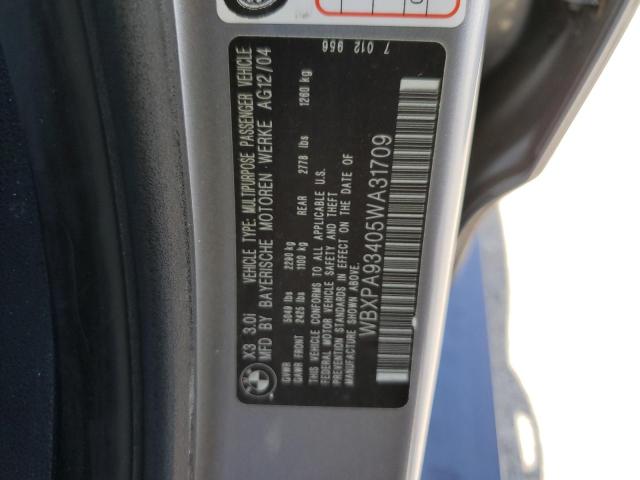 X3 3.0i VEHICLE TYPE: MULTIPURPOSE PASSENGER VEHICLE
MFD BY BAYERISCHE MOTOREN WERKE AG12/04
GVWR 5049 lbs 2290 kg
GAWR FRONT 2425 lbs 1100 kg REAR 2778 lbs 1260 kg
THIS VEHICLE CONFORMS TO ALL APPLICABLE U.S.
FEDERAL MOTOR VEHICLE SAFETY AND THEFT
PREVENTION STANDARDS IN EFFECT ON THE DATE OF
MANUFACTURE SHOWN ABOVE.
WBXPA93405WA31709
7 012 956